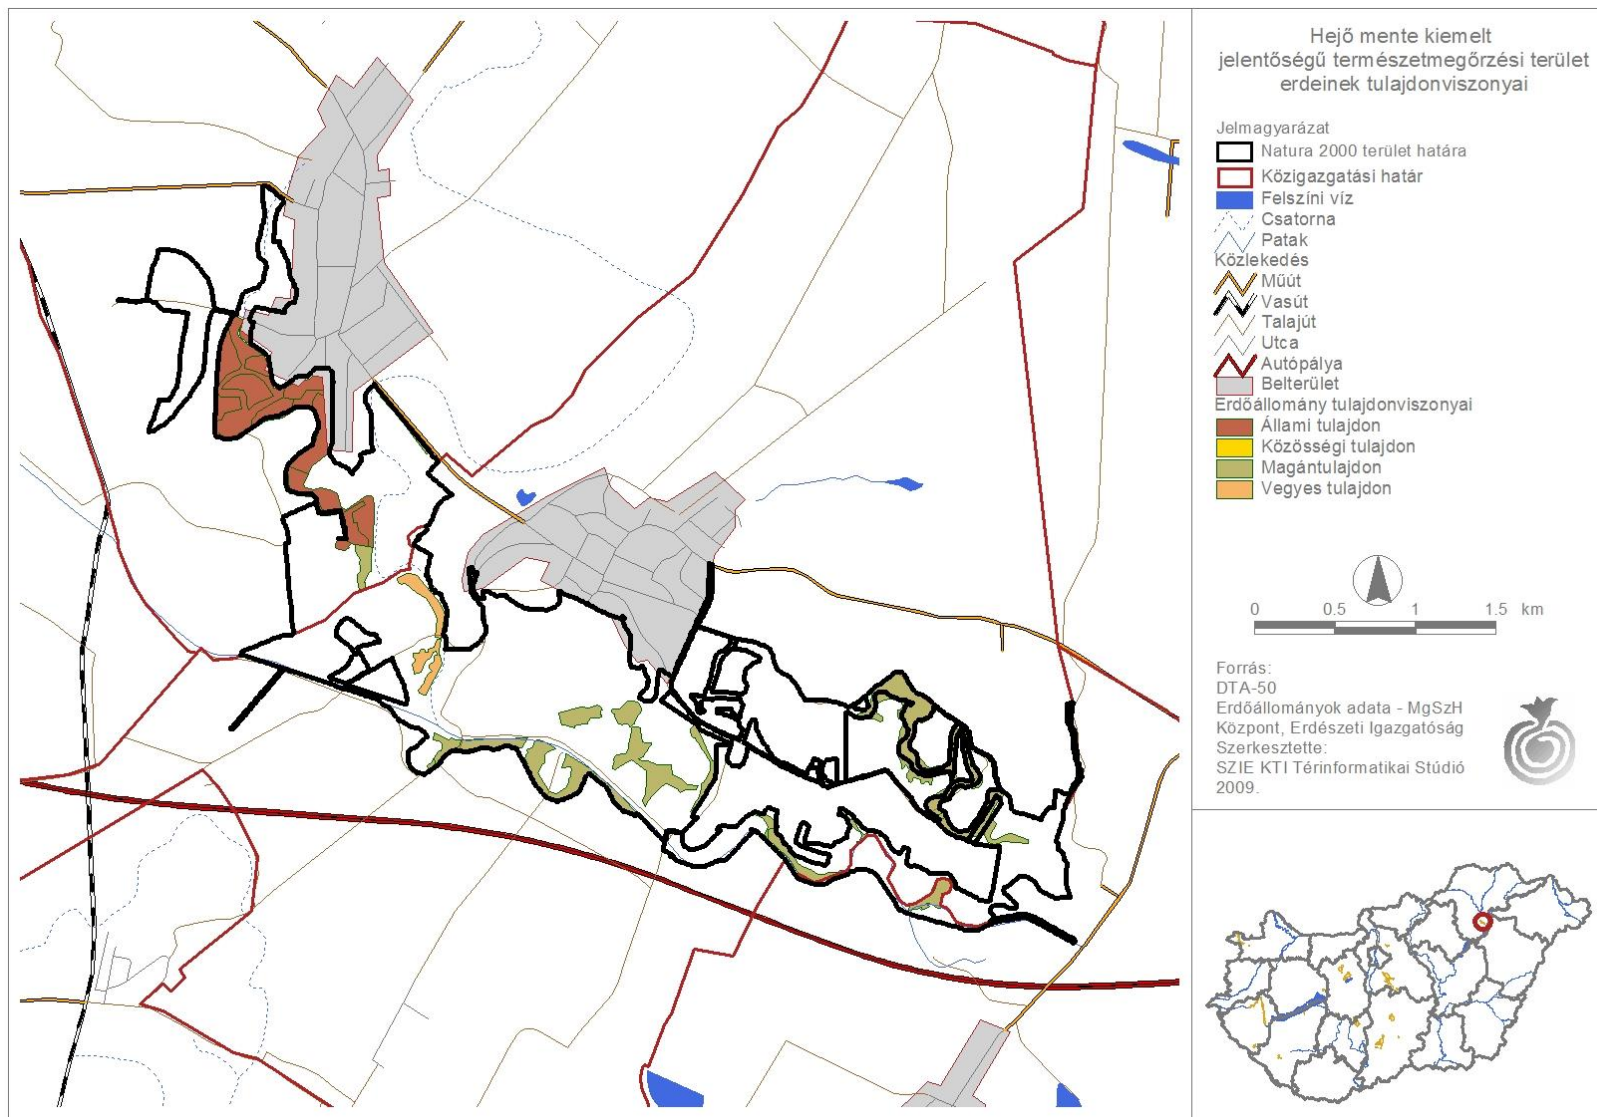 Hejő mente kiemelt
jelentőségű természetmegőrzési terület
erdeinek tulajdonviszonyai
Jelmagyarázat
Natura 2000 terület határa
Közigazgatási határ
Felszíni víz
Csatorna
Patak
Közlekedés
Műút
Vasút
Talajút
Utca
Autópálya
Belterület
Erdőállomány tulajdonviszonyai
Állami tulajdon
Közösségi tulajdon
Magántulajdon
Vegyes tulajdon
0 0.5 1 1.5 km
Forrás:
DTA-50
Erdőállományok adata - MgSzH
Központ, Erdészeti Igazgatóság
Szerkesztette:
SZIE KTI Térinformatikai Stúdió
2009.